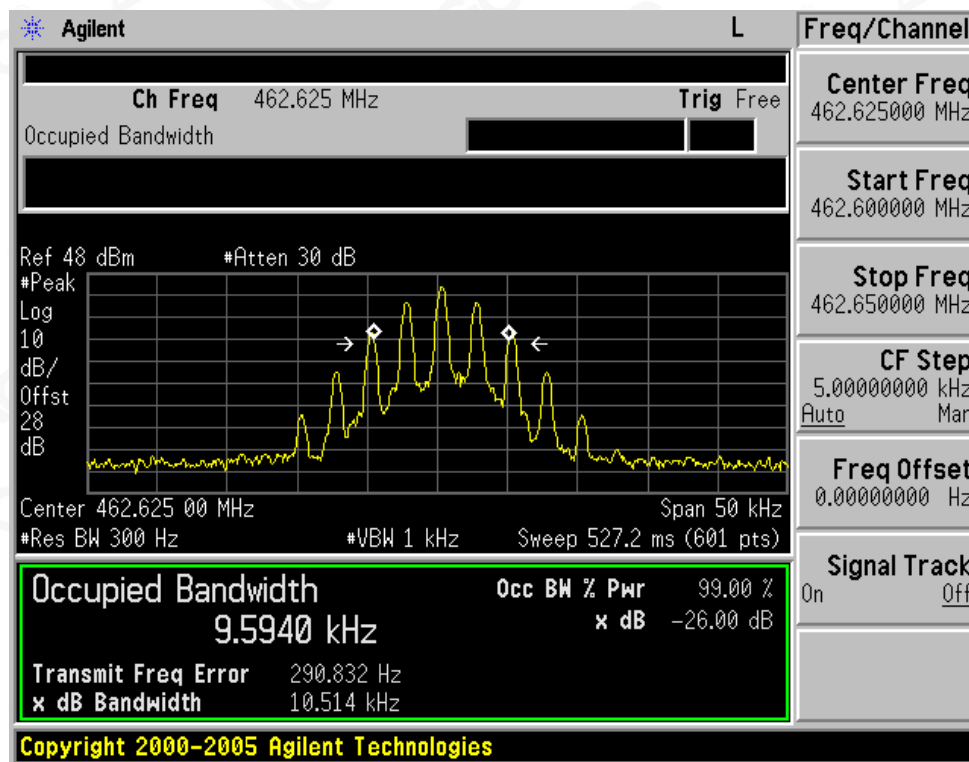 Agilent L
Freq/Channel
Ch Freq 462.625 MHz Trig Free
Occupied Bandwidth
Center Freq
462.625000 MHz
Start Freq
462.600000 MHz
Stop Freq
462.650000 MHz
CF Step
5.00000000 kHz
Auto Man
Freq Offset
0.00000000 Hz
Signal Track
On Off
Ref 48 dBm #Atten 30 dB
#Peak
Log
10
dB/
Offst
28
dB
Center 462.625 00 MHz Span 50 kHz
#Res BW 300 Hz #VBW 1 kHz Sweep 527.2 ms (601 pts)
Occupied Bandwidth Occ BW % Pwr 99.00 %
9.5940 kHz x dB -26.00 dB
Transmit Freq Error 290.832 Hz
x dB Bandwidth 10.514 kHz
Copyright 2000-2005 Agilent Technologies